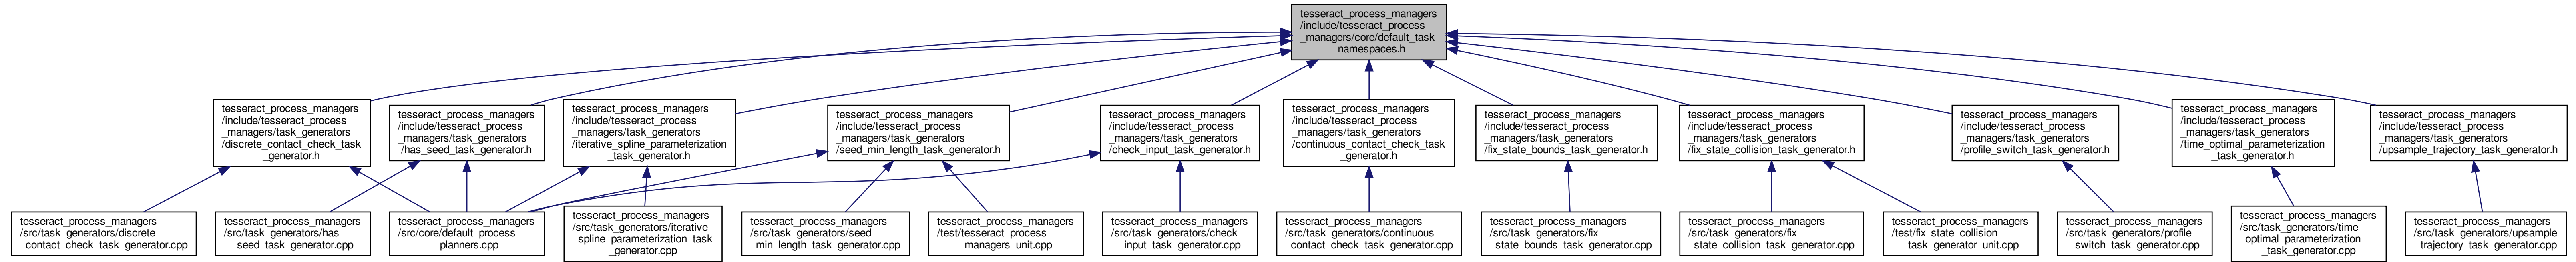 tesseract_process_managers
/include/tesseract_process
_managers/core/default_task
_namespaces.h
tesseract_process_managers
/include/tesseract_process
_managers/task_generators
/discrete_contact_check_task
_generator.h
tesseract_process_managers
/include/tesseract_process
_managers/task_generators
/has_seed_task_generator.h
tesseract_process_managers
/include/tesseract_process
_managers/task_generators
/iterative_spline_parameterization
_task_generator.h
tesseract_process_managers
/include/tesseract_process
_managers/task_generators
/seed_min_length_task_generator.h
tesseract_process_managers
/include/tesseract_process
_managers/task_generators
/check_input_task_generator.h
tesseract_process_managers
/include/tesseract_process
_managers/task_generators
/continuous_contact_check_task
_generator.h
tesseract_process_managers
/include/tesseract_process
_managers/task_generators
/fix_state_bounds_task_generator.h
tesseract_process_managers
/include/tesseract_process
_managers/task_generators
/fix_state_collision_task_generator.h
tesseract_process_managers
/include/tesseract_process
_managers/task_generators
/profile_switch_task_generator.h
tesseract_process_managers
/include/tesseract_process
_managers/task_generators
/time_optimal_parameterization
_task_generator.h
tesseract_process_managers
/include/tesseract_process
_managers/task_generators
/upsample_trajectory_task_generator.h
tesseract_process_managers
/src/task_generators/discrete
_contact_check_task_generator.cpp
tesseract_process_managers
/src/task_generators/has
_seed_task_generator.cpp
tesseract_process_managers
/src/core/default_process
_planners.cpp
tesseract_process_managers
/src/task_generators/iterative
_spline_parameterization_task
_generator.cpp
tesseract_process_managers
/src/task_generators/seed
_min_length_task_generator.cpp
tesseract_process_managers
/test/tesseract_process
_managers_unit.cpp
tesseract_process_managers
/src/task_generators/check
_input_task_generator.cpp
tesseract_process_managers
/src/task_generators/continuous
_contact_check_task_generator.cpp
tesseract_process_managers
/src/task_generators/fix
_state_bounds_task_generator.cpp
tesseract_process_managers
/src/task_generators/fix
_state_collision_task_generator.cpp
tesseract_process_managers
/test/fix_state_collision
_task_generator_unit.cpp
tesseract_process_managers
/src/task_generators/profile
_switch_task_generator.cpp
tesseract_process_managers
/src/task_generators/time
_optimal_parameterization
_task_generator.cpp
tesseract_process_managers
/src/task_generators/upsample
_trajectory_task_generator.cpp